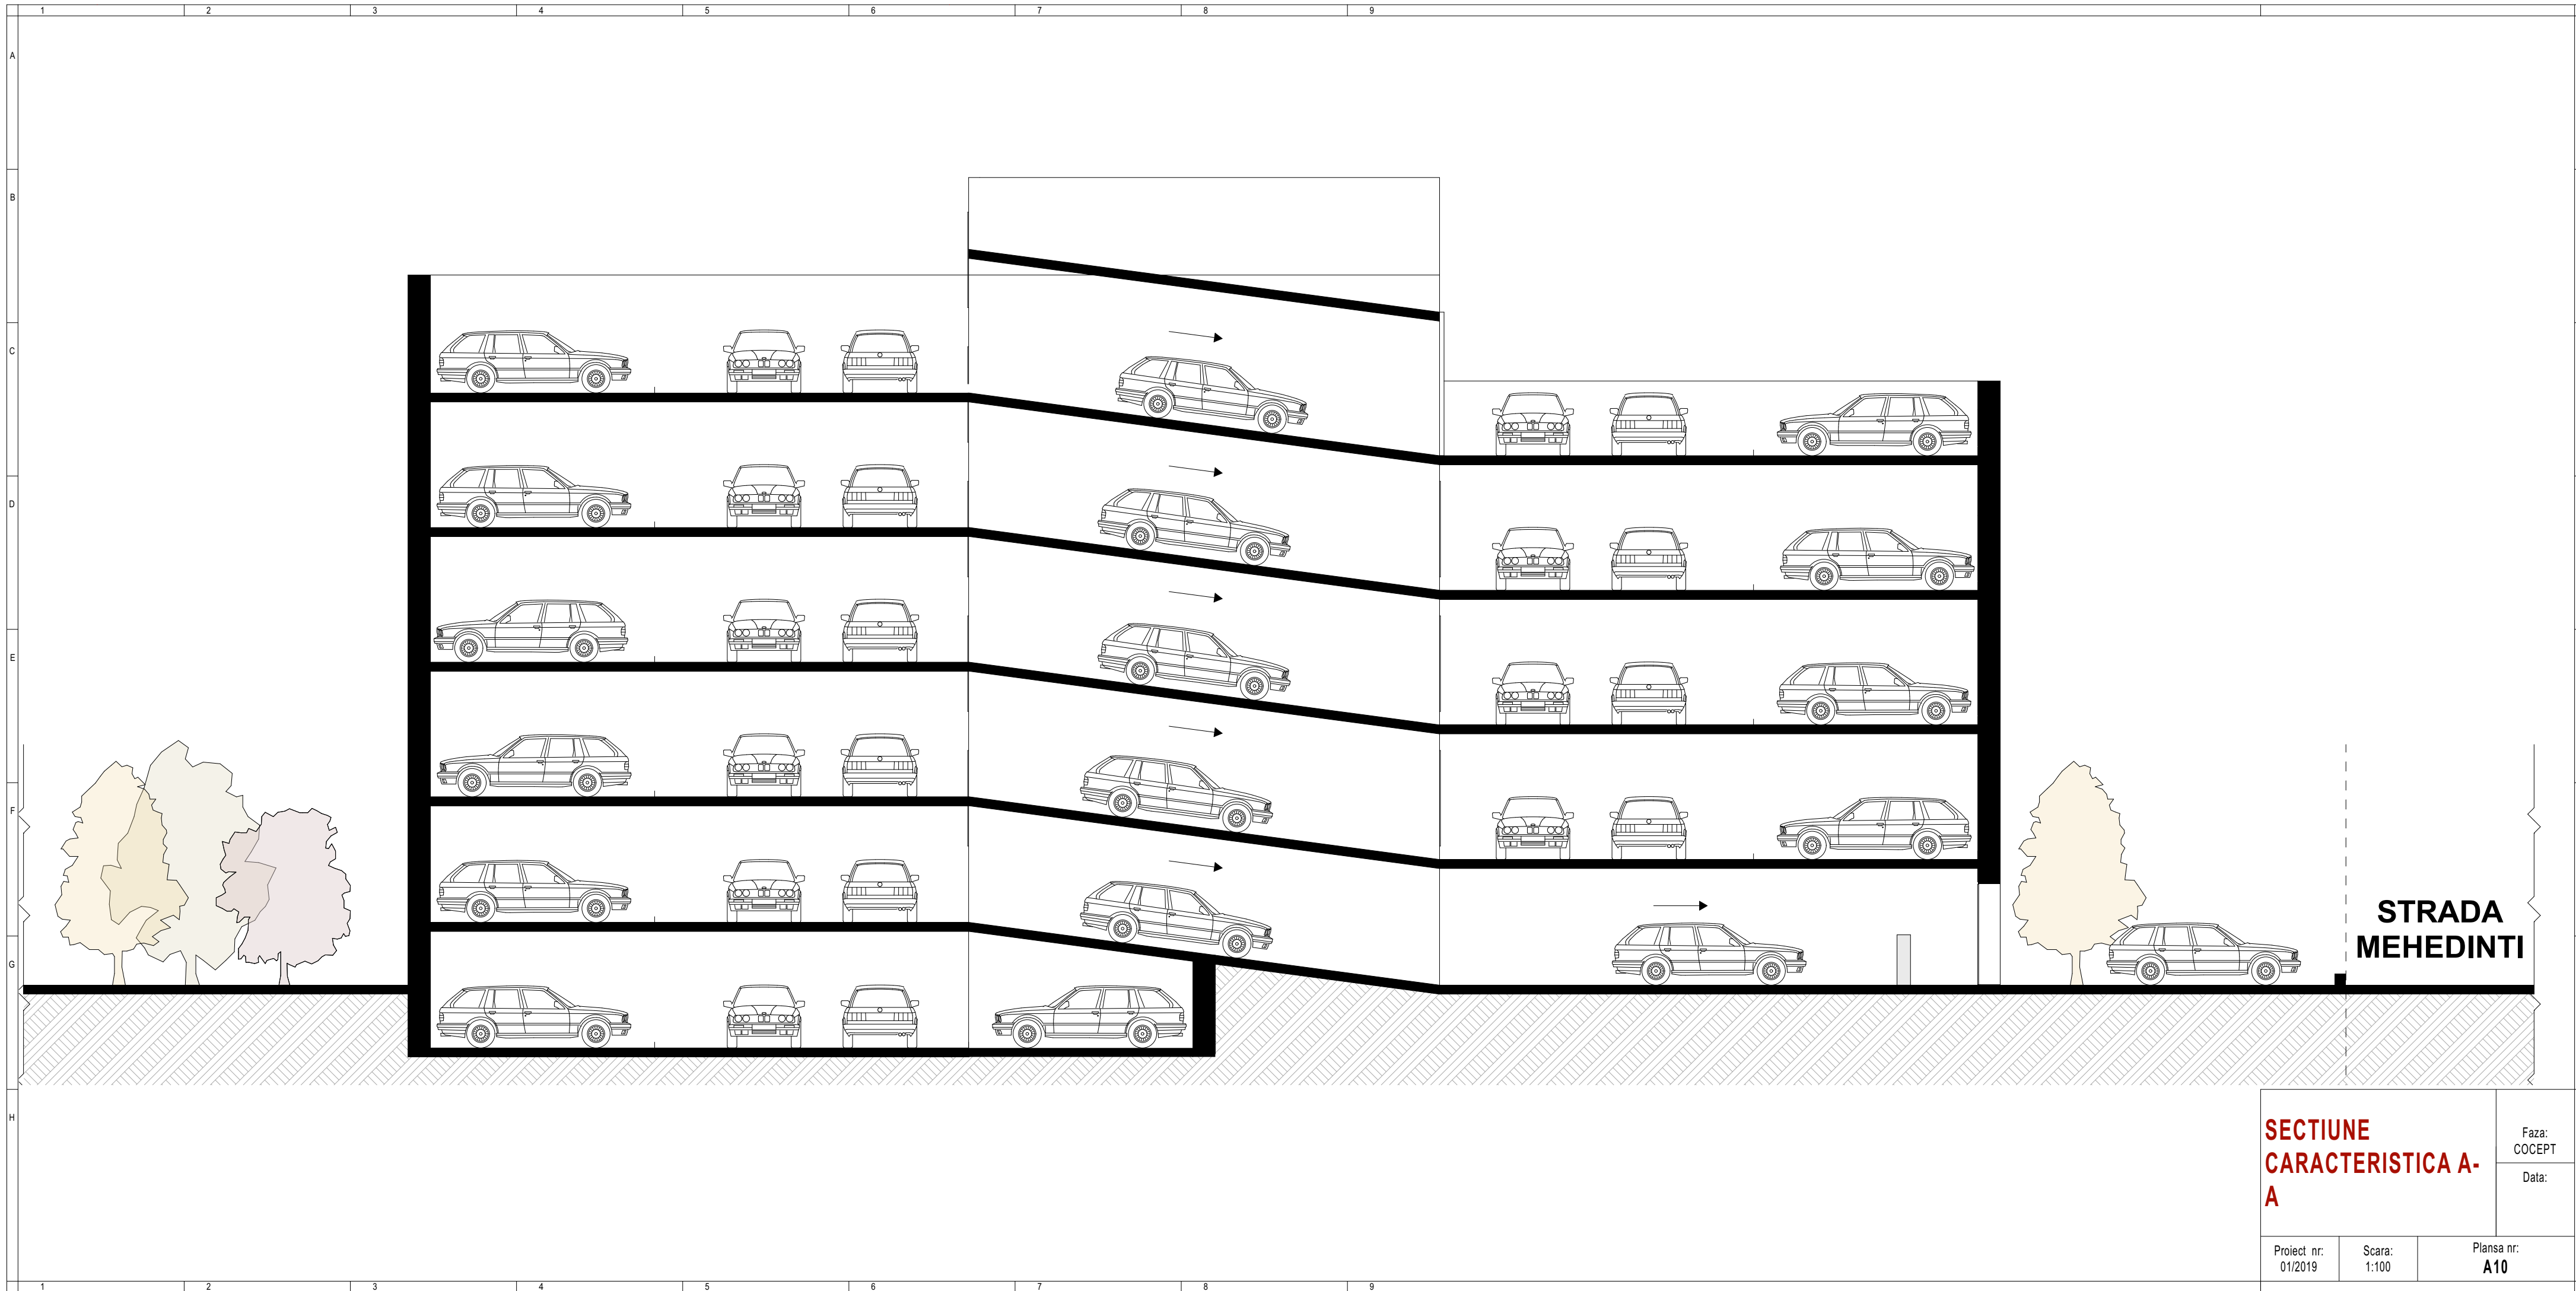 1 2 3 4 5 6 7 8 9
A
B
C
D
E
F
G
H
STRADA
MEHEDINTI
SECTIUNE
CARACTERISTICA A-
A
Faza:
COCEPT
Data:
Proiect nr:
01/2019
Scara:
1:100
Plansa nr:
A10
1 2 3 4 5 6 7 8 9